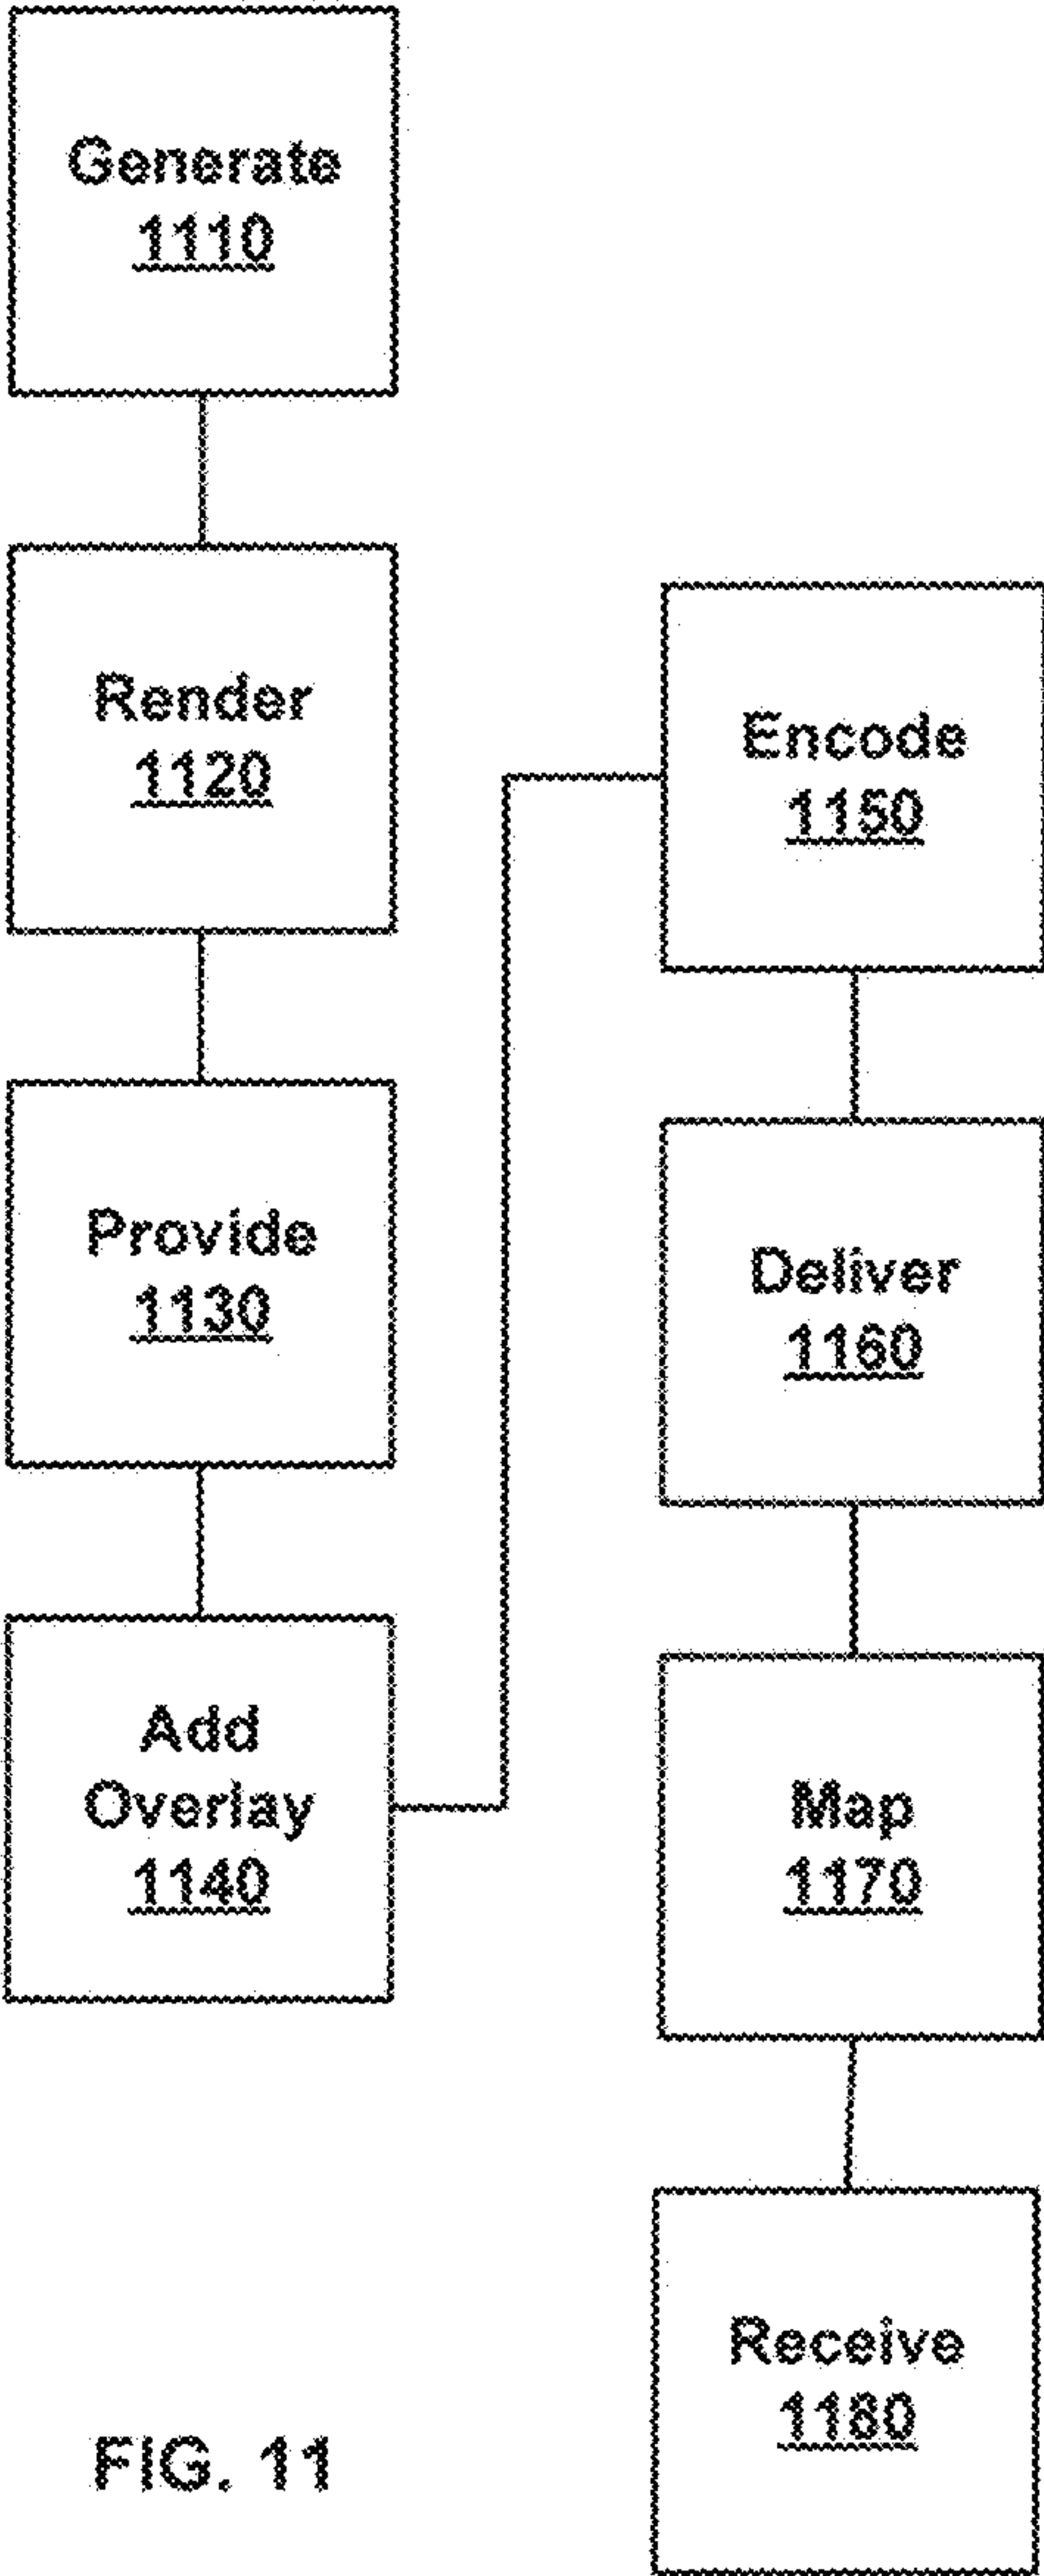 Generate
1110
Render
1120
Provide
1130
Add
Overlay
1140
Encode
1150
Deliver
1160
Map
1170
Receive
1180
FIG. 11